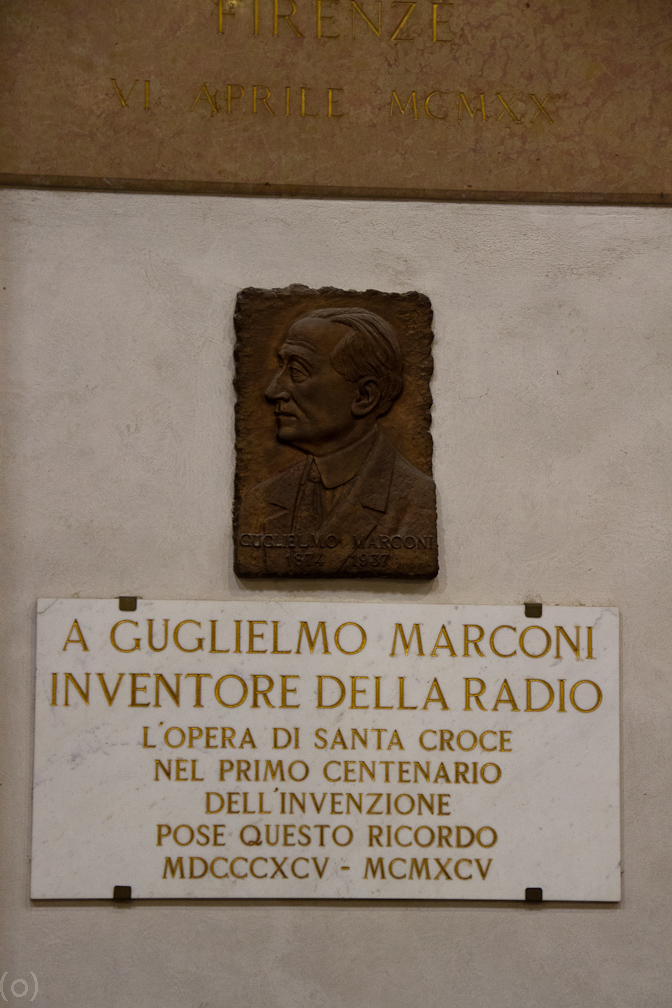 FIRENZE
VI APRILE MCMXX
GUGLIELMO MARCONI
1874 1937
A GUGLIELMO MARCONI
INVENTORE DELLA RADIO
L'OPERA DI SANTA CROCE
NEL PRIMO CENTENARIO
DELL'INVENZIONE
POSE QUESTO RICORDO
MDCCCXCV - MCMXCV
(o)